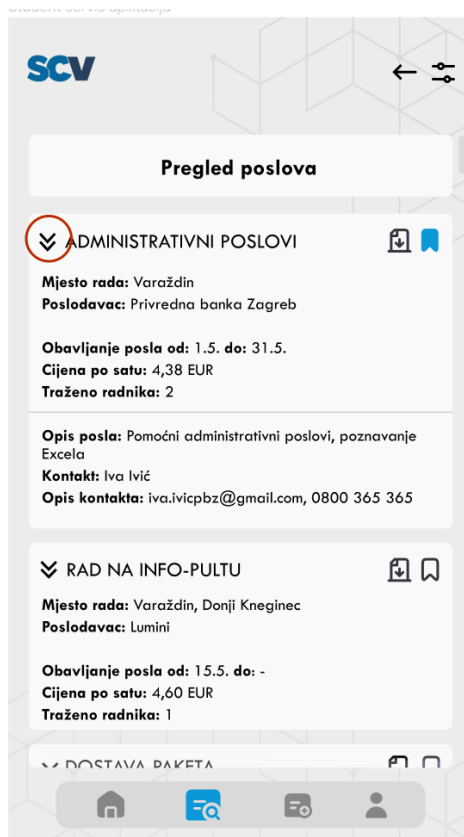 Student servis aplikacija
SCV
Pregled poslova
ADMINISTRATIVNI POSLOVI
Mjesto rada: Varaždin
Poslodavac: Privredna banka Zagreb
Obavljanje posla od: 1.5. do: 31.5.
Cijena po satu: 4,38 EUR
Traženo radnika: 2
Opis posla: Pomoćni administrativni poslovi, poznavanje
Excela
Kontakt: Iva Ivić
Opis kontakta: iva.ivicpbz@gmail.com, 0800 365 365
RAD NA INFO-PULTU
Mjesto rada: Varaždin, Donji Kneginec
Poslodavac: Lumini
Obavljanje posla od: 15.5. do: -
Cijena po satu: 4,60 EUR
Traženo radnika: 1
DOSTAVA PAKETA